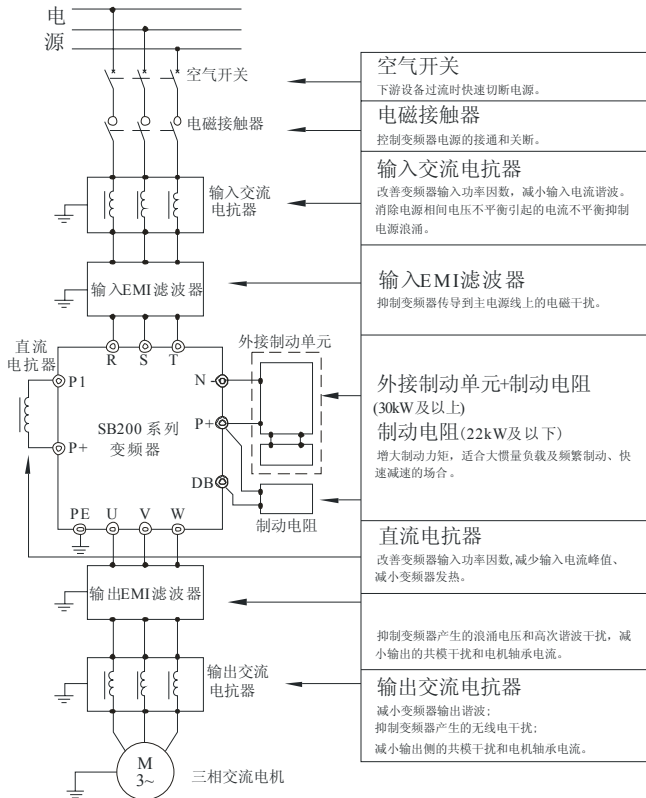 电
源
空气开关
电磁接触器
输入交流
电抗器
输入EMI滤波器
直流
电抗器
外接制动单元
R S T
P1
N -
SB200 系列
变频器
P+
P+
DB
PE U V W
制动电阻
输出EMI滤波器
输出交流
电抗器
M
3~
三相交流电机
空气开关
下游设备过流时快速切断电源。
电磁接触器
控制变频器电源的接通和关断。
输入交流电抗器
改善变频器输入功率因数，减小输入电流谐波。
消除电源相间电压不平衡引起的电流不平衡抑制
电源浪涌。
输入EMI滤波器
抑制变频器传导到主电源线上的电磁干扰。
外接制动单元+制动电阻
(30kW及以上)
制动电阻(22kW及以下)
增大制动力矩，适合大惯量负载及频繁制动、快
速减速的场合。
直流电抗器
改善变频器输入功率因数,减少输入电流峰值、
减小变频器发热。
抑制变频器产生的浪涌电压和高次谐波干扰，减
小输出的共模干扰和电机轴承电流。
输出交流电抗器
减小变频器输出谐波;
抑制变频器产生的无线电干扰;
减小输出侧的共模干扰和电机轴承电流。